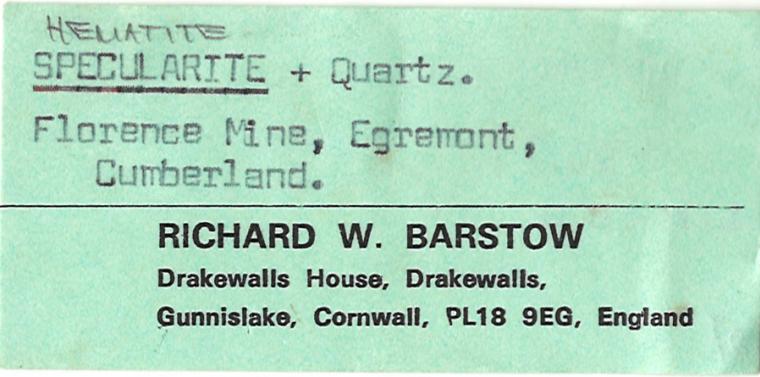 HEMATITE
SPECULARITE + Quartz.
Florence Mine, Egremont,
Cumberland.
RICHARD W. BARSTOW
Drakewalls House, Drakewalls,
Gunnislake, Cornwall, PL18 9EG, England